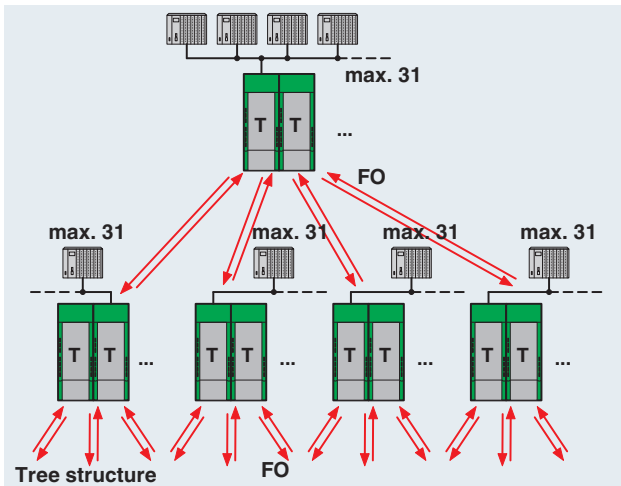 max. 31
T T ...
FO
max. 31 max. 31 max. 31 max. 31
T T ... T T ... T T ... T T ...
Tree structure FO